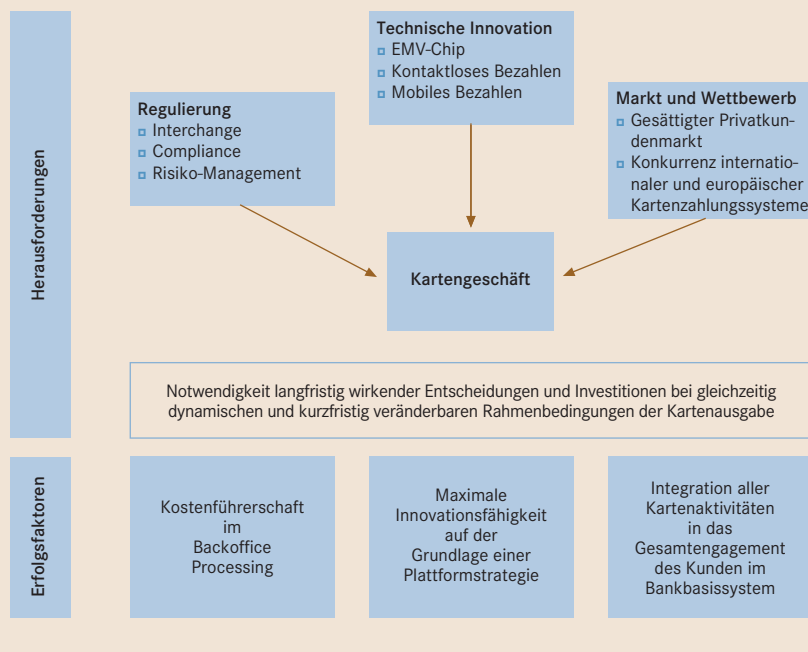 Herausforderungen
Technische Innovation
EMV-Chip
Kontaktloses Bezahlen
Mobiles Bezahlen
Regulierung
Interchange
Compliance
Risiko-Management
Markt und Wettbewerb
Gesättigter Privatkun-
denmarkt
Konkurrenz internatio-
naler und europäischer
Kartenzahlungssysteme
Kartengeschäft
Notwendigkeit langfristig wirkender Entscheidungen und Investitionen bei gleichzeitig
dynamischen und kurzfristig veränderbaren Rahmenbedingungen der Kartenausgabe
Erfolgsfaktoren
Kostenführerschaft
im
Backoffice
Processing
Maximale
Innovationsfähigkeit
auf der
Grundlage einer
Plattformstrategie
Integration aller
Kartenaktivitäten
in das
Gesamtengagement
des Kunden im
Bankbasissystem